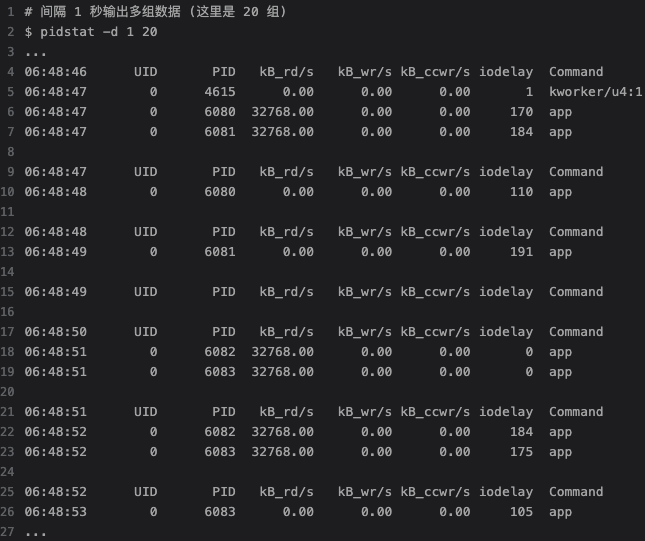 1 # 间隔 1 秒输出多组数据 (这里是 20 组)
2 $ pidstat -d 1 20
3 ...
4 06:48:46 UID PID kB_rd/s kB_wr/s kB_ccwr/s iodelay Command
5 06:48:47 0 4615 0.00 0.00 0.00 1 kworker/u4:1
6 06:48:47 0 6080 32768.00 0.00 0.00 170 app
7 06:48:47 0 6081 32768.00 0.00 0.00 184 app
8
9 06:48:47 UID PID kB_rd/s kB_wr/s kB_ccwr/s iodelay Command
10 06:48:48 0 6080 0.00 0.00 0.00 110 app
11
12 06:48:48 UID PID kB_rd/s kB_wr/s kB_ccwr/s iodelay Command
13 06:48:49 0 6081 0.00 0.00 0.00 191 app
14
15 06:48:49 UID PID kB_rd/s kB_wr/s kB_ccwr/s iodelay Command
16
17 06:48:50 UID PID kB_rd/s kB_wr/s kB_ccwr/s iodelay Command
18 06:48:51 0 6082 32768.00 0.00 0.00 0 app
19 06:48:51 0 6083 32768.00 0.00 0.00 0 app
20
21 06:48:51 UID PID kB_rd/s kB_wr/s kB_ccwr/s iodelay Command
22 06:48:52 0 6082 32768.00 0.00 0.00 184 app
23 06:48:52 0 6083 32768.00 0.00 0.00 175 app
24
25 06:48:52 UID PID kB_rd/s kB_wr/s kB_ccwr/s iodelay Command
26 06:48:53 0 6083 0.00 0.00 0.00 105 app
27 ...